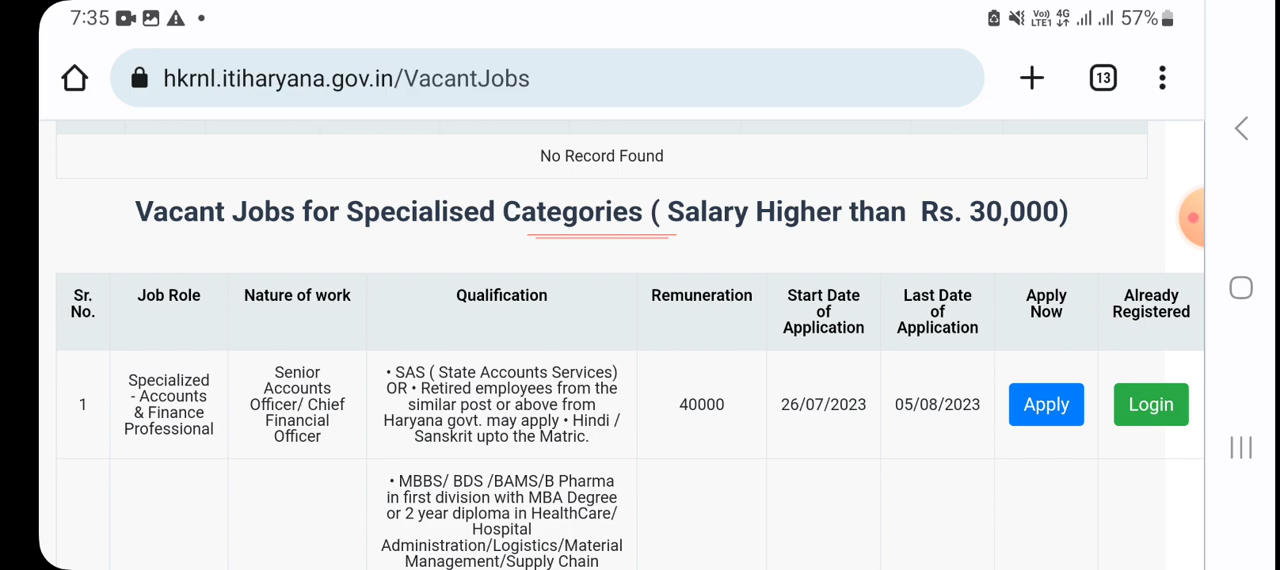 7:35
Vo)) 4G
LTE1
57%
hkrnl.itiharyana.gov.in/VacantJobs
13
No Record Found
Vacant Jobs for Specialised Categories ( Salary Higher than Rs. 30,000)
Sr.
No.
Job Role
Nature of work
Qualification
Remuneration
Start Date
of
Application
Last Date
of
Application
Apply
Now
Already
Registered
1
Specialized
- Accounts
& Finance
Professional
Senior
Accounts
Officer/ Chief
Financial
Officer
• SAS ( State Accounts Services)
OR • Retired employees from the
similar post or above from
Haryana govt. may apply • Hindi /
Sanskrit upto the Matric.
40000
26/07/2023
05/08/2023
Apply
Login
• MBBS/ BDS /BAMS/B Pharma
in first division with MBA Degree
or 2 year diploma in HealthCare/
Hospital
Administration/Logistics/Material
Management/Supply Chain